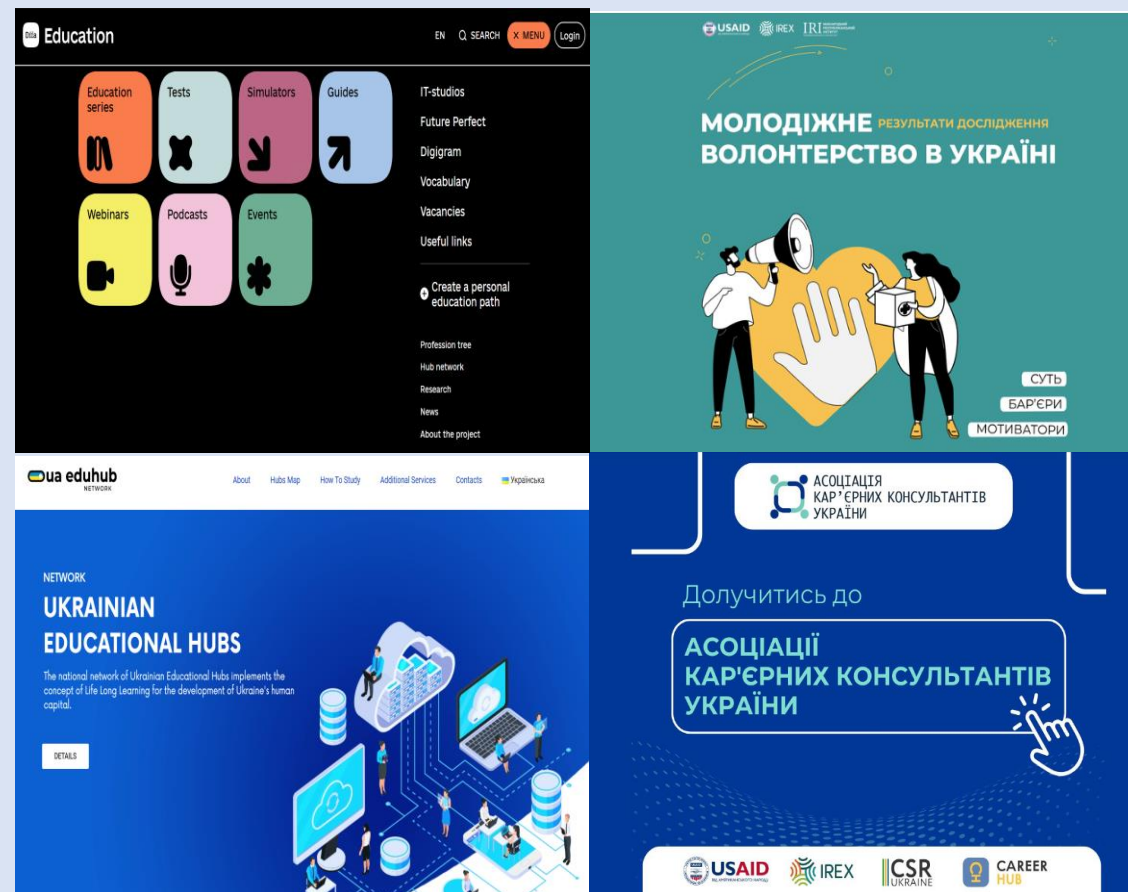 Diia Education
EN SEARCH × MENU Login
Education
series
Tests
Simulators
Guides
Webinars
Podcasts
Events
IT-studios
Future Perfect
Digigram
Vocabulary
Vacancies
Useful links
Create a personal
education path
Profession tree
Hub network
Research
News
About the project
USAID IREX IRI
МОЛОДІЖНЕ РЕЗУЛЬТАТИ ДОСЛІДЖЕННЯ
ВОЛОНТЕРСТВО В УКРАЇНІ
СУТЬ
БАР'ЄРИ
МОТИВАТОРИ
ua eduhub
NETWORK
About Hubs Map How To Study Additional Services Contacts Українська
NETWORK
UKRAINIAN
EDUCATIONAL HUBS
The national network of Ukrainian Educational Hubs implements the
concept of Life Long Learning for the development of Ukraine's human
capital.
DETAILS
АСОЦІАЦІЯ
КАР'ЄРНИХ КОНСУЛЬТАНТІВ
УКРАЇНИ
Долучитись до
АСОЦІАЦІЇ
КАР'ЄРНИХ КОНСУЛЬТАНТІВ
УКРАЇНИ
USAID
ВІД АМЕРИКАНСЬКОГО НАРОДУ
IREX
CSR
UKRAINE
CAREER
HUB